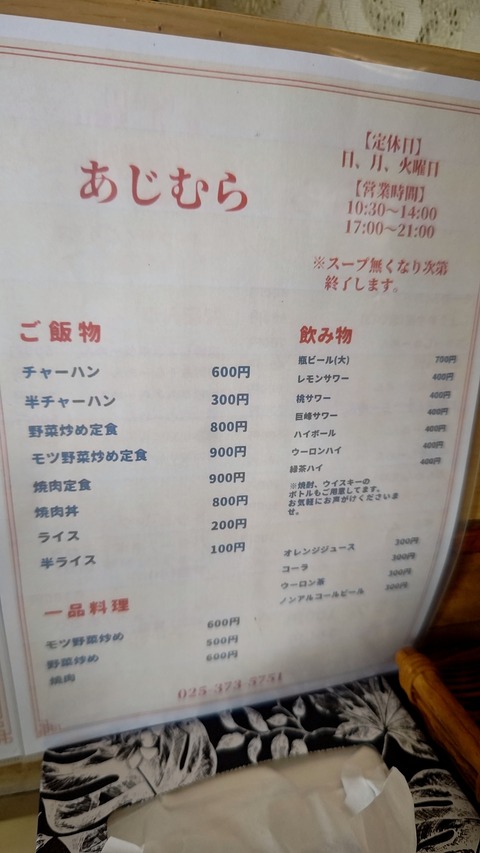 あじむら
【定休日】
日、月、火曜日
【営業時間】
10:30〜14:00
17:00〜21:00
※スープ無くなり次第
終了します。
ご飯物
チャーハン 600円
半チャーハン 300円
野菜炒め定食 800円
モツ野菜炒め定食 900円
焼肉定食 900円
焼肉丼 800円
ライス 200円
半ライス 100円
一品料理
モツ野菜炒め 600円
野菜炒め 500円
焼肉 600円
飲み物
瓶ビール(大) 700円
レモンサワー 400円
桃サワー 400円
巨峰サワー 400円
ハイボール 400円
ウーロンハイ 400円
緑茶ハイ 400円
※焼酎、ウイスキーの
ボトルもご用意してます。
お気軽にお声がけくださいま
せ。
オレンジジュース 300円
コーラ 300円
ウーロン茶 300円
ノンアルコールビール 300円
025-373-5751